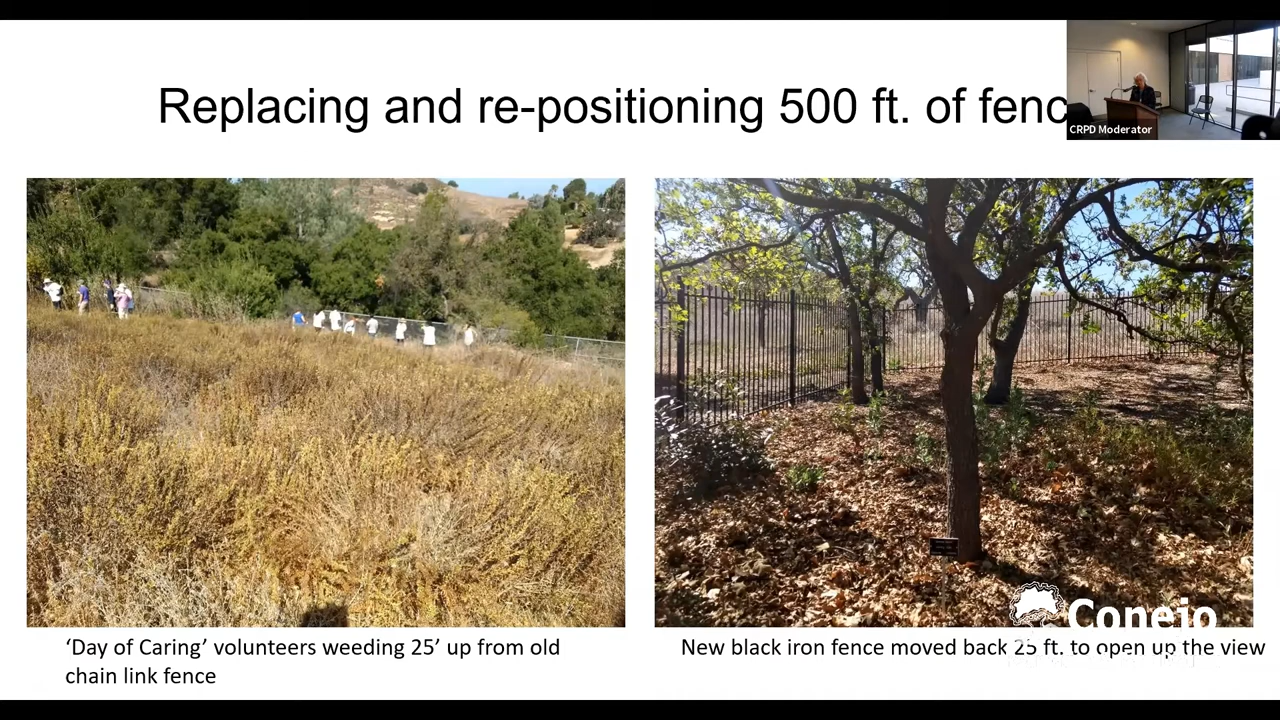 Replacing and re-positioning 500 ft. of fenc
CRPD Moderator
Conejo
‘Day of Caring’ volunteers weeding 25’ up from old
chain link fence
New black iron fence moved back 25 ft. to open up the view